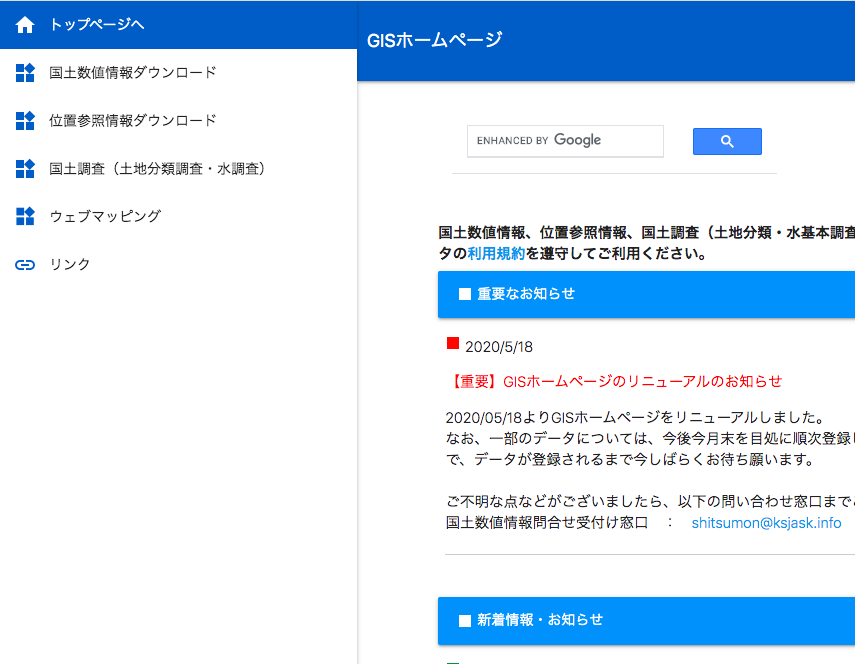 トップページへ
国土数値情報ダウンロード
位置参照情報ダウンロード
国土調査（土地分類調査・水調査）
ウェブマッピング
リンク
GISホームページ
ENHANCED BY Google
国土数値情報、位置参照情報、国土調査（土地分類・水基本調査
タの利用規約を遵守してご利用ください。
■ 重要なお知らせ
■ 2020/5/18
【重要】GISホームページのリニューアルのお知らせ
2020/05/18よりGISホームページをリニューアルしました。
なお、一部のデータについては、今後今月末を目処に順次登録し
で、データが登録されるまで今しばらくお待ち願います。
ご不明な点などがございましたら、以下の問い合わせ窓口まで
国土数値情報問合せ受付け窓口 ： shitsumon@ksjask.info
■ 新着情報・お知らせ